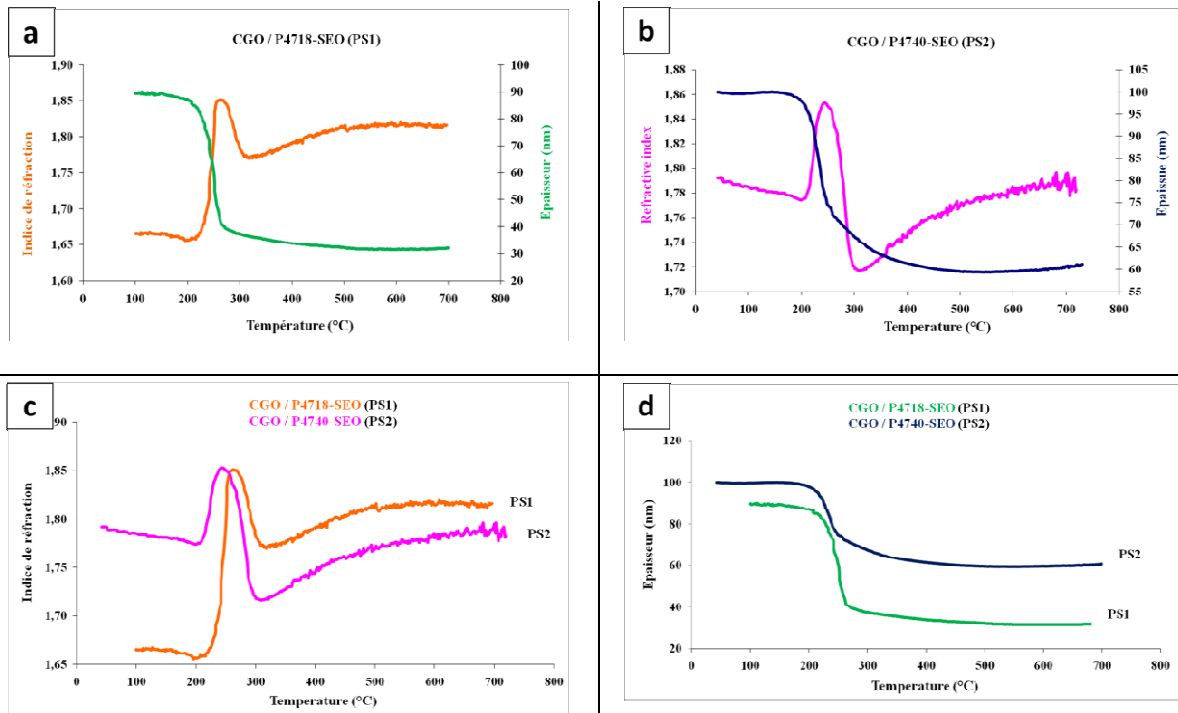 a
CGO / P4718-SEO (PS1)
1,90
1,85
1,80
1,75
1,70
1,65
1,60
Indice de réfraction
100
90
80
70
60
50
40
30
20
Epaisseur (nm)
0 100 200 300 400 500 600 700 800
Température (°C)
b
CGO / P4740-SEO (PS2)
1,88
1,86
1,84
1,82
1,80
1,78
1,76
1,74
1,72
1,70
Refractive index
105
100
95
90
85
80
75
70
65
60
55
Epaissue (nm)
0 100 200 300 400 500 600 700 800
Temperature (°C)
c
CGO / P4718-SEO (PS1)
CGO / P4740-SEO (PS2)
,90
1,85
1,80
1,75
1,70
1,65
Indice de réfraction
PS1
PS2
0 100 200 300 400 500 600 700 800
Temperature (°C)
d
CGO / P4718-SEO (PS1)
CGO / P4740-SEO (PS2)
120
100
80
60
40
20
Epaisseur (nm)
PS2
PS1
0 100 200 300 400 500 600 700 800
Temperature (°C)